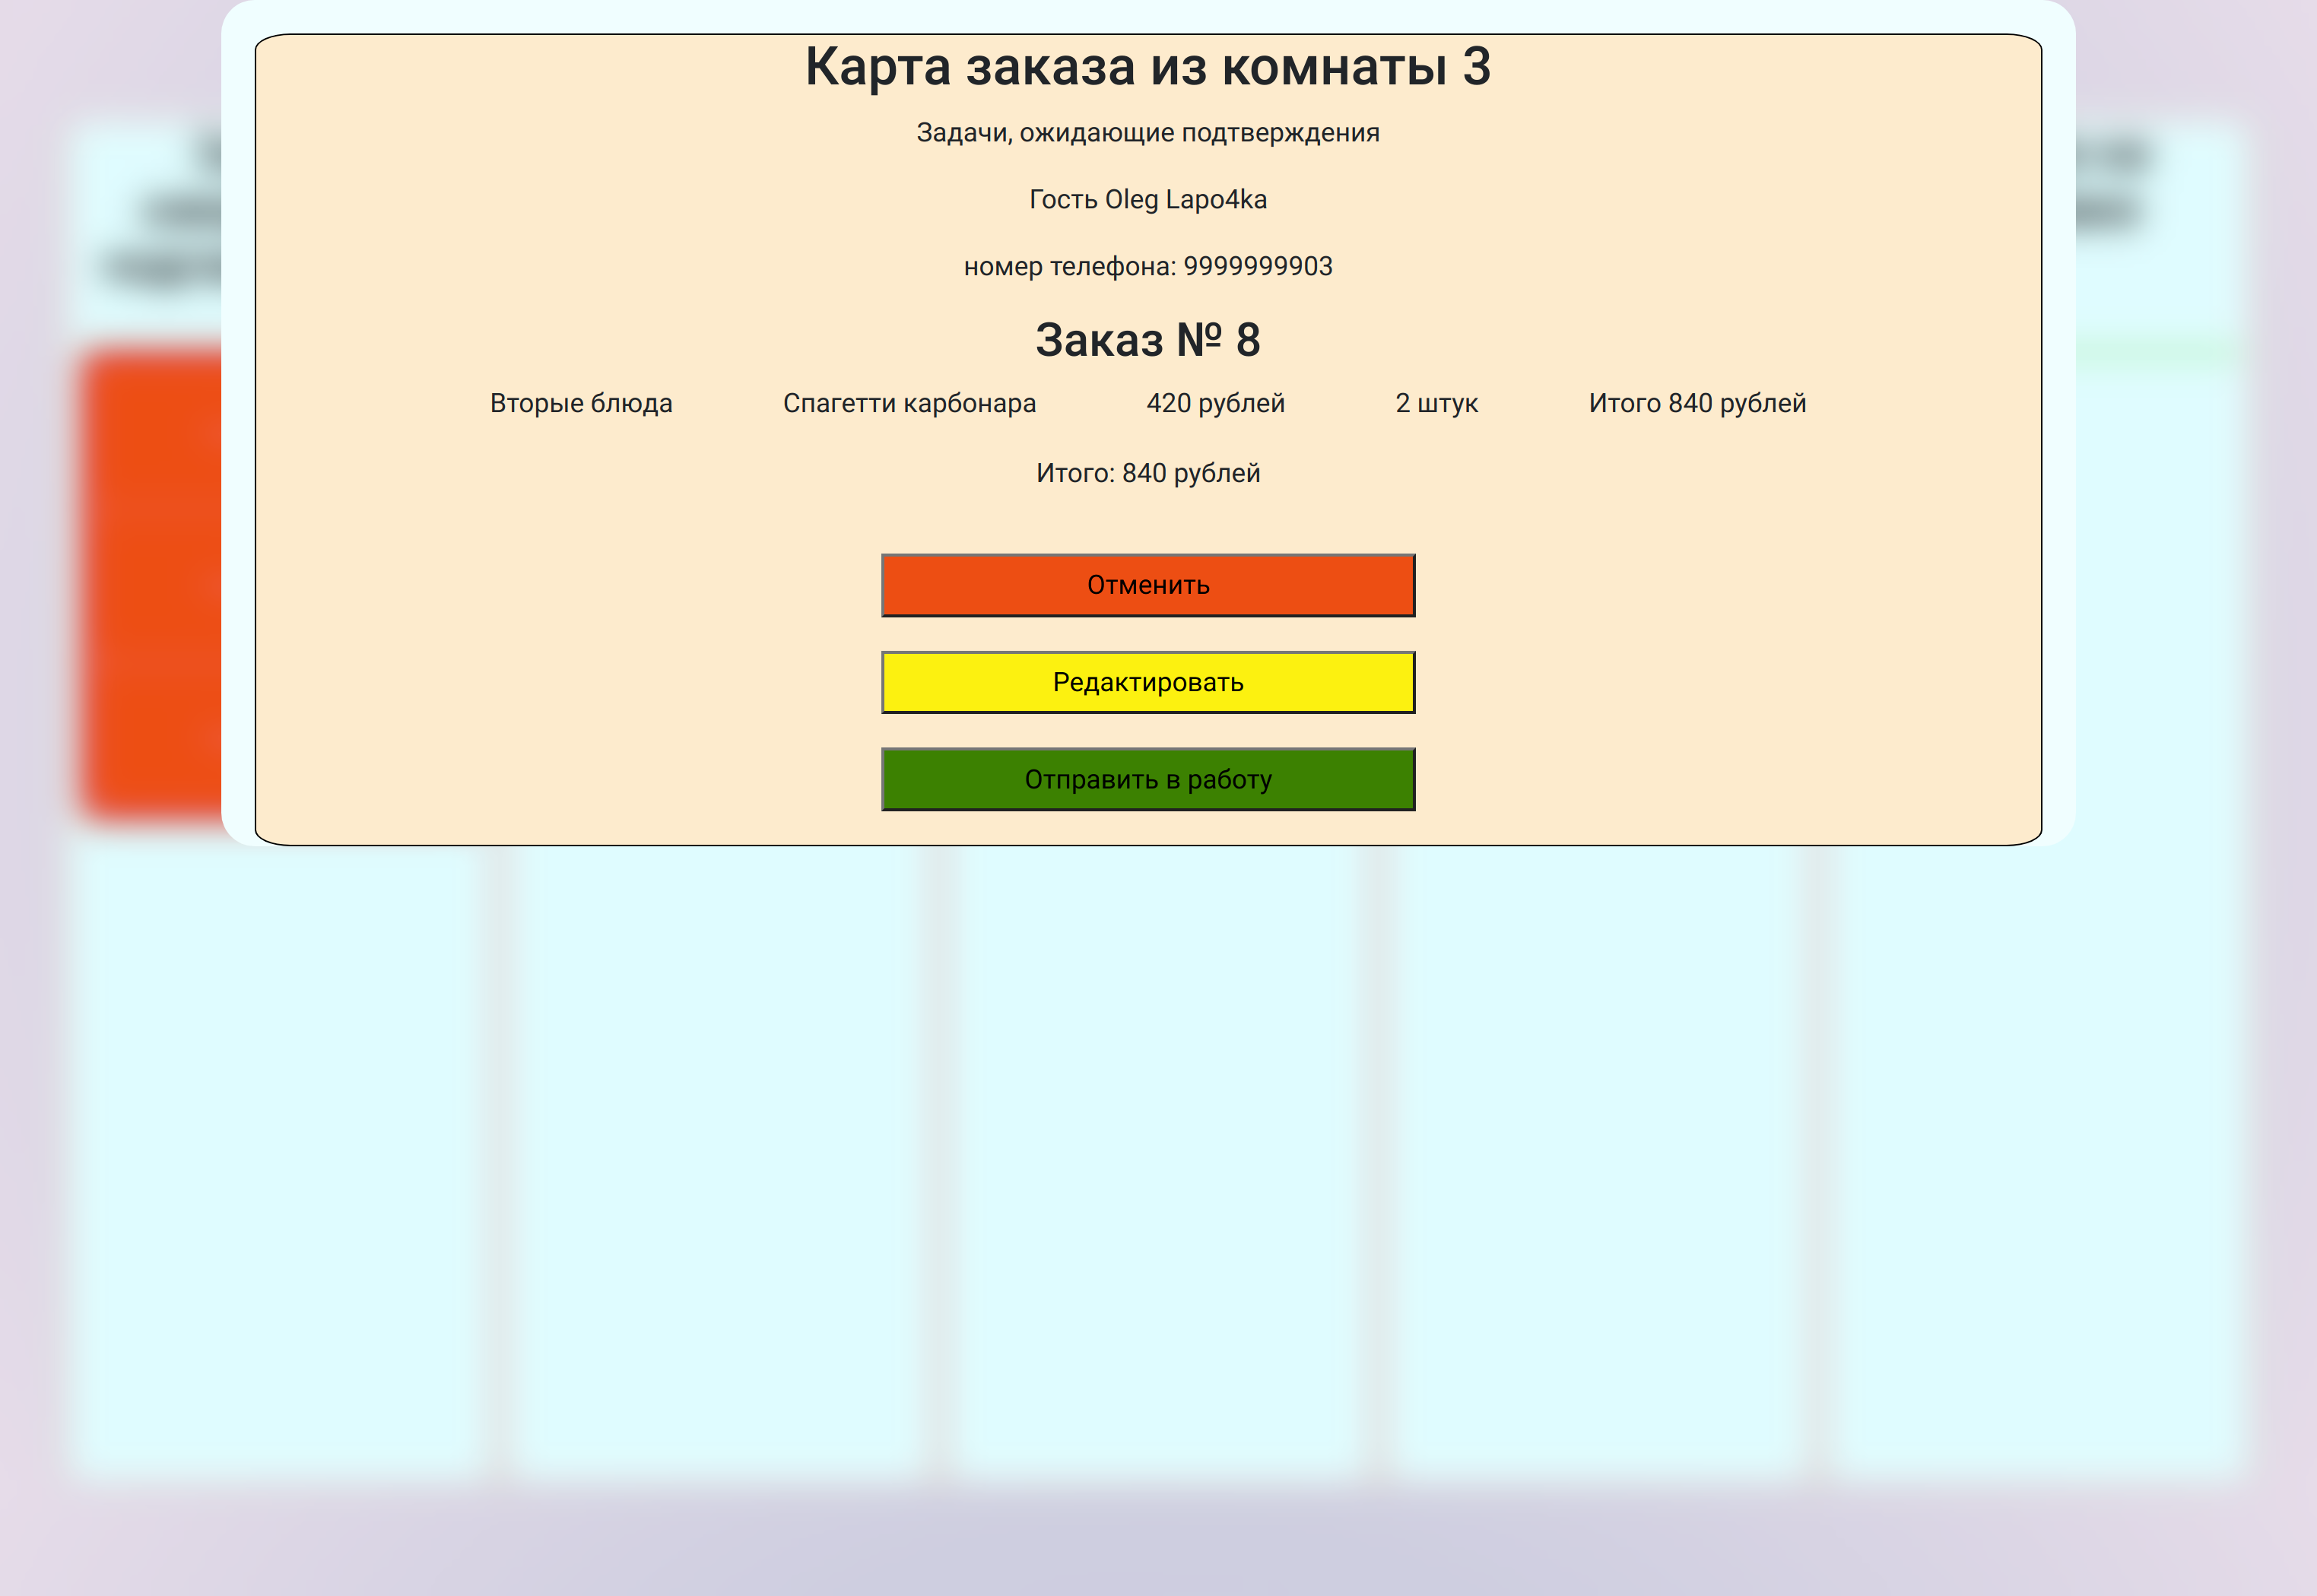 Карта заказа из комнаты 3
Задачи, ожидающие подтверждения
Гость Oleg Lapo4ka
номер телефона: 9999999903
Заказ № 8
Вторые блюда Спагетти карбонара 420 рублей 2 штук Итого 840 рублей
Итого: 840 рублей
Отменить
Редактировать
Отправить в работу